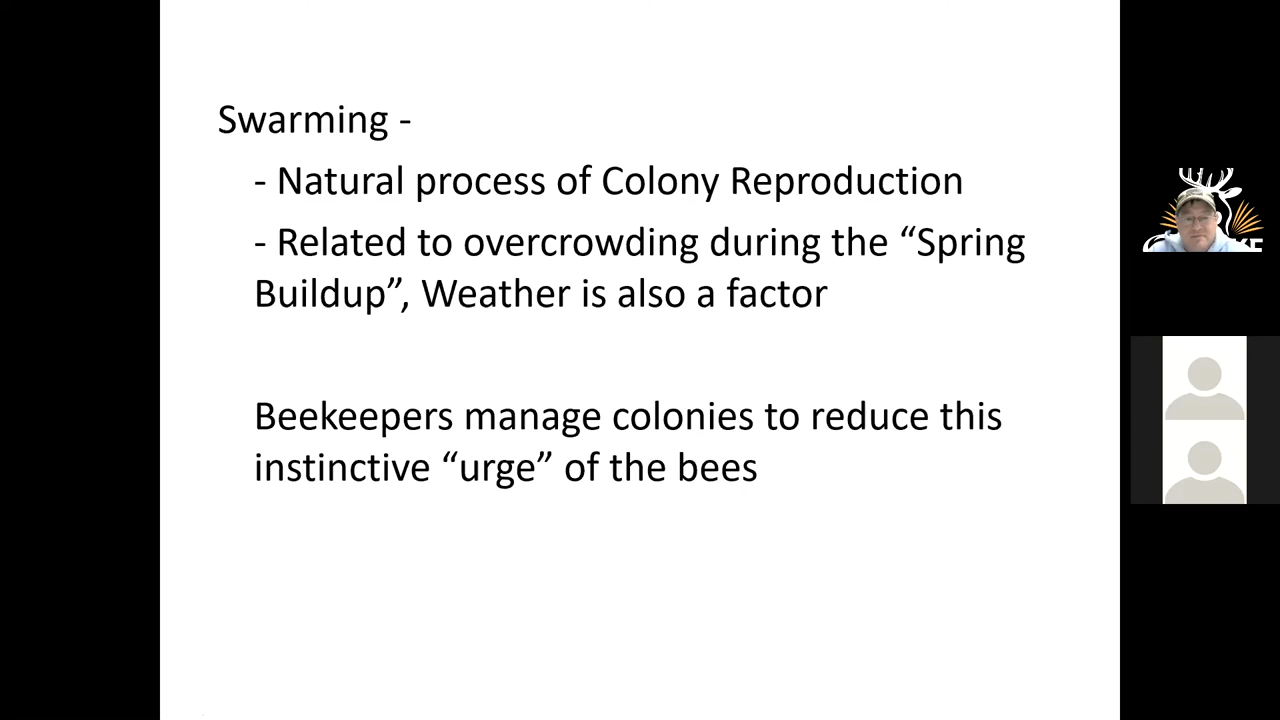 Swarming -
- Natural process of Colony Reproduction
- Related to overcrowding during the “Spring
Buildup”, Weather is also a factor
Beekeepers manage colonies to reduce this
instinctive “urge” of the bees